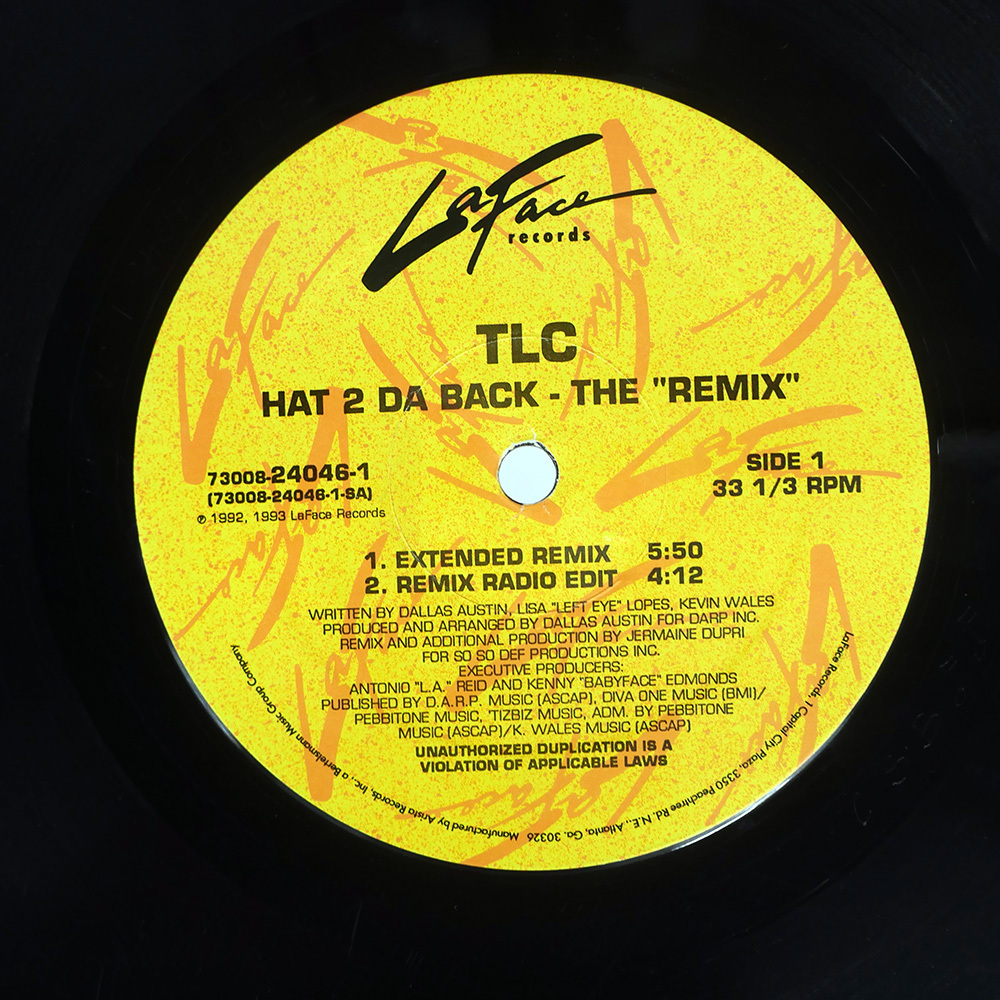 LaFace
records
TLC
HAT 2 DA BACK - THE "REMIX"
73008-24046-1
(73008-24046-1-SA)
℗ 1992, 1993 LaFace Records
SIDE 1
33 1/3 RPM
1. EXTENDED REMIX 5:50
2. REMIX RADIO EDIT 4:12
WRITTEN BY DALLAS AUSTIN, LISA "LEFT EYE" LOPES, KEVIN WALES
PRODUCED AND ARRANGED BY DALLAS AUSTIN FOR DARP INC.
REMIX AND ADDITIONAL PRODUCTION BY JERMAINE DUPRI
FOR SO SO DEF PRODUCTIONS INC.
EXECUTIVE PRODUCERS:
ANTONIO "L.A." REID AND KENNY "BABYFACE" EDMONDS
PUBLISHED BY D.A.R.P. MUSIC (ASCAP), DIVA ONE MUSIC (BMI)/
PEBBITONE MUSIC, 'TIZBIZ MUSIC, ADM. BY PEBBITONE
MUSIC (ASCAP)/K. WALES MUSIC (ASCAP)
UNAUTHORIZED DUPLICATION IS A
VIOLATION OF APPLICABLE LAWS
LaFace Records, 1 Capital City Plaza, 3350 Peachtree Rd. N.E., Atlanta, Ga. 30326
Manufactured by Arista Records, Inc., a Bertelsmann Music Group Company